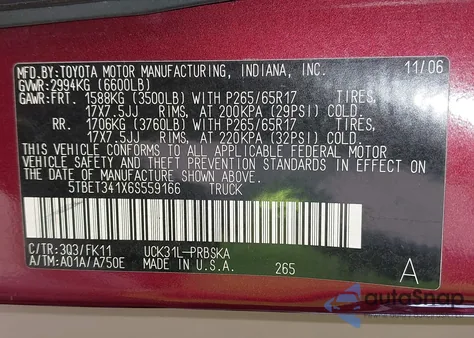 MFD.BY: TOYOTA MOTOR MANUFACTURING, INDIANA, INC. 11/06
GVWR: 2994KG (6600LB)
GAWR: FRT. 1588KG (3500LB) WITH P265/65R17 TIRES,
17X7.5JJ RIMS, AT 200KPA (29PSI) COLD
RR. 1706KG (3760LB) WITH P265/65R17 TIRES,
17X7.5JJ RIMS, AT 220KPA (32PSI) COLD
THIS VEHICLE CONFORMS TO ALL APPLICABLE FEDERAL MOTOR
VEHICLE SAFETY AND THEFT PREVENTION STANDARDS IN EFFECT ON
THE DATE OF MANUFACTURE SHOWN ABOVE.
5TBET341X6S559166 TRUCK
C/TR: 3Q3/FK11 UCK31L-PRBSKA
A/TM: A01A/A750E MADE IN U.S.A. 265 A
autoSnap